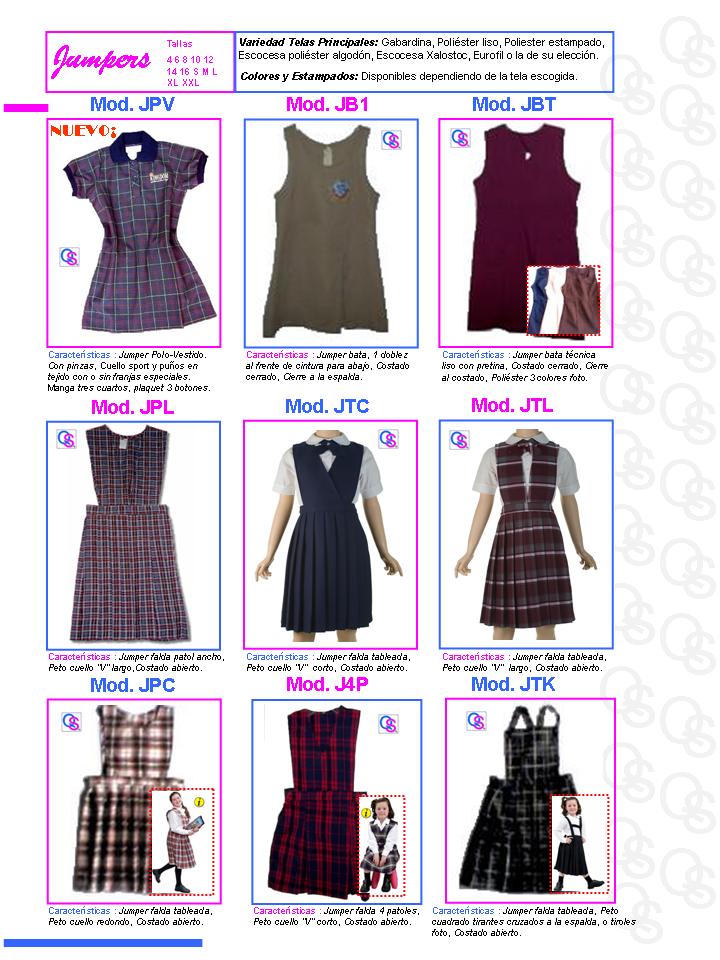 Jumpers
Tallas
4 6 8 10 12
14 16 S M L
XL XXL
Variedad Telas Principales: Gabardina, Poliéster liso, Poliester estampado,
Escocesa poliéster algodón, Escocesa Xalostoc, Eurofil o la de su elección.
Colores y Estampados: Disponibles dependiendo de la tela escogida.
Mod. JPV
Mod. JB1
Mod. JBT
NUEVO;
Características : Jumper Polo-Vestido.
Con pinzas, Cuello sport y puños en
tejido con o sin franjas especiales.
Manga tres cuartos, plaquet 3 botones.
Características : Jumper bata, 1 doblez
al frente de cintura para abajo, Costado
cerrado, Cierre a la espalda.
Características : Jumper bata técnica
liso con pretina, Costado cerrado, Cierre
al costado, Poliéster 3 colores foto.
Mod. JPL
Mod. JTC
Mod. JTL
Características : Jumper falda patol ancho,
Peto cuello "V" largo,Costado abierto.
Características : Jumper falda tableada,
Peto cuello "V" corto, Costado abierto.
Características : Jumper falda tableada,
Peto cuello "V" largo, Costado abierto.
Mod. JPC
Mod. J4P
Mod. JTK
i
i
Características : Jumper falda tableada,
Peto cuello redondo, Costado abierto.
Características : Jumper falda 4 patoles,
Peto cuello "V" corto, Costado abierto.
Características : Jumper falda tableada, Peto
cuadrado tirantes cruzados a la espalda, o tiroles
foto, Costado abierto.